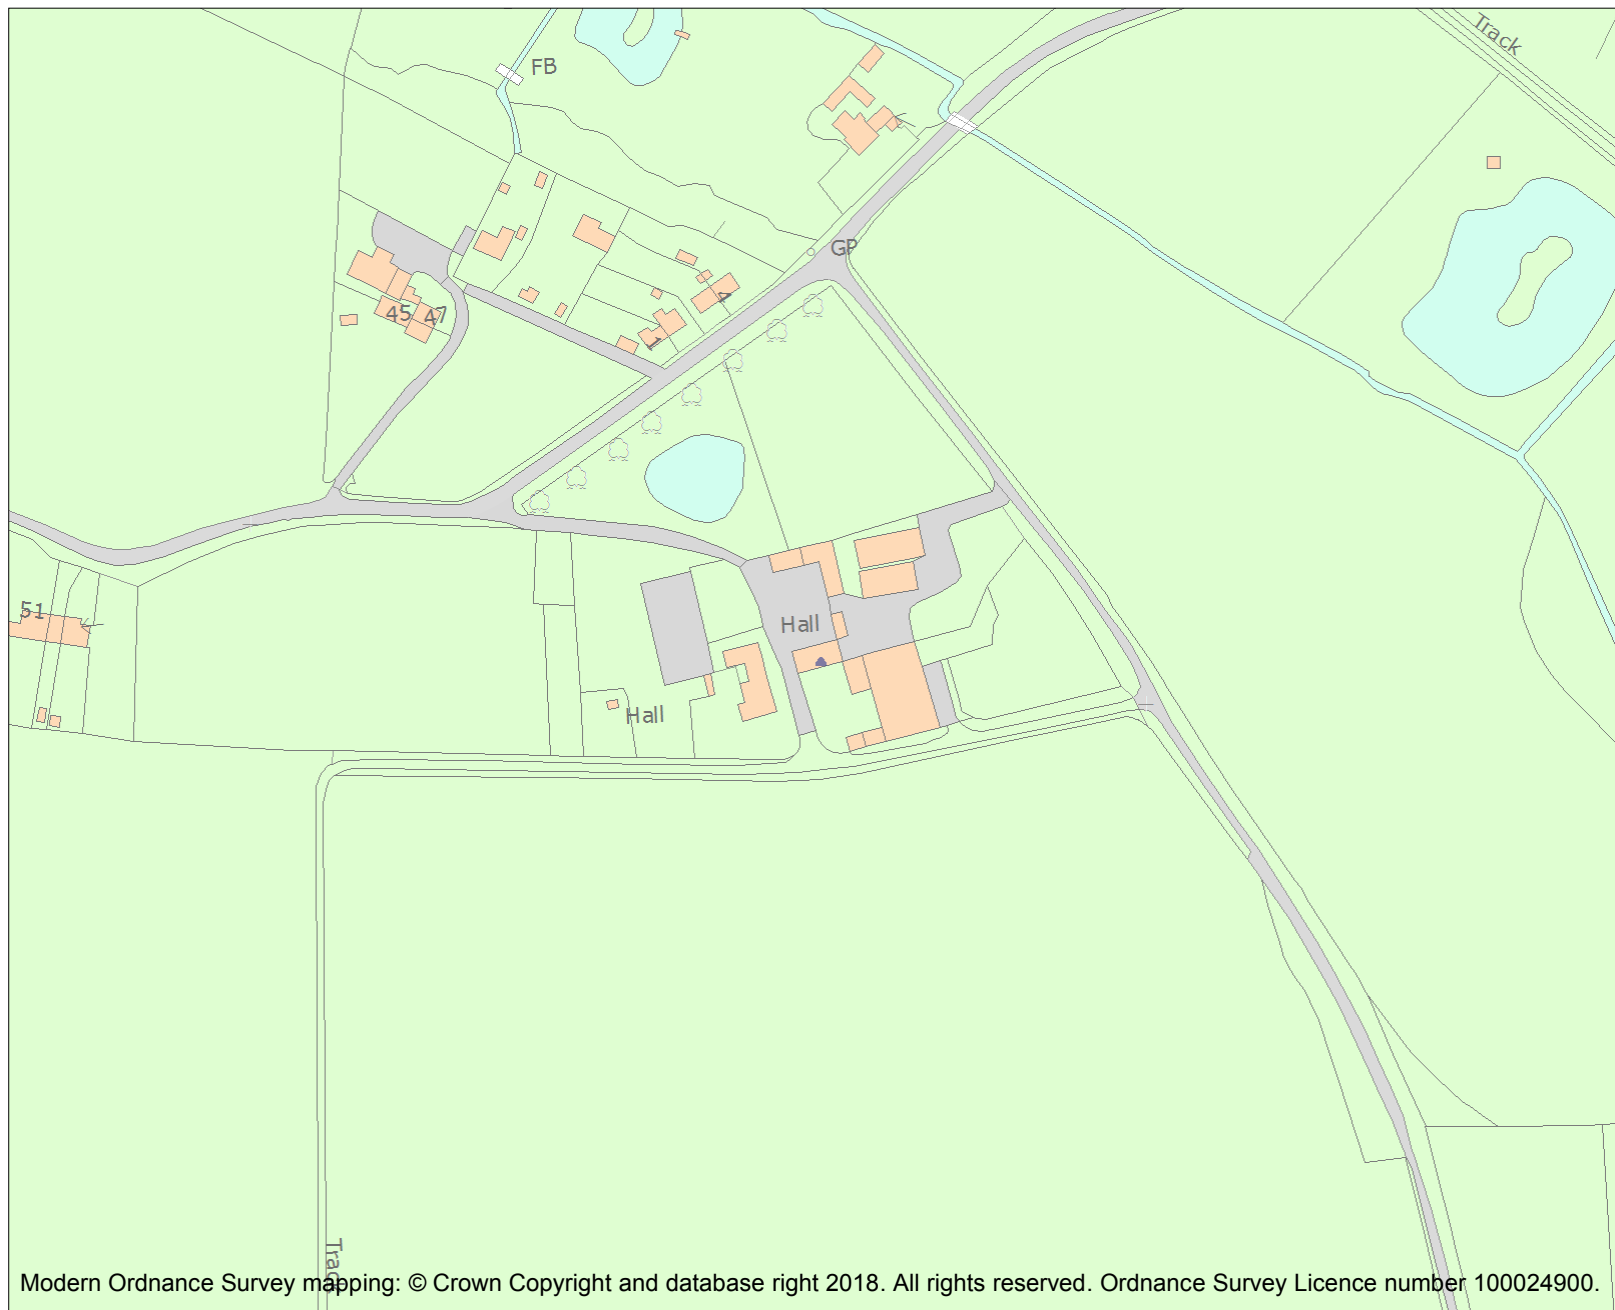 Track
FB
GP
4
45 47
1
51
Hall
Hall
Track
Modern Ordnance Survey mapping: © Crown Copyright and database right 2018. All rights reserved. Ordnance Survey Licence number 100024900.